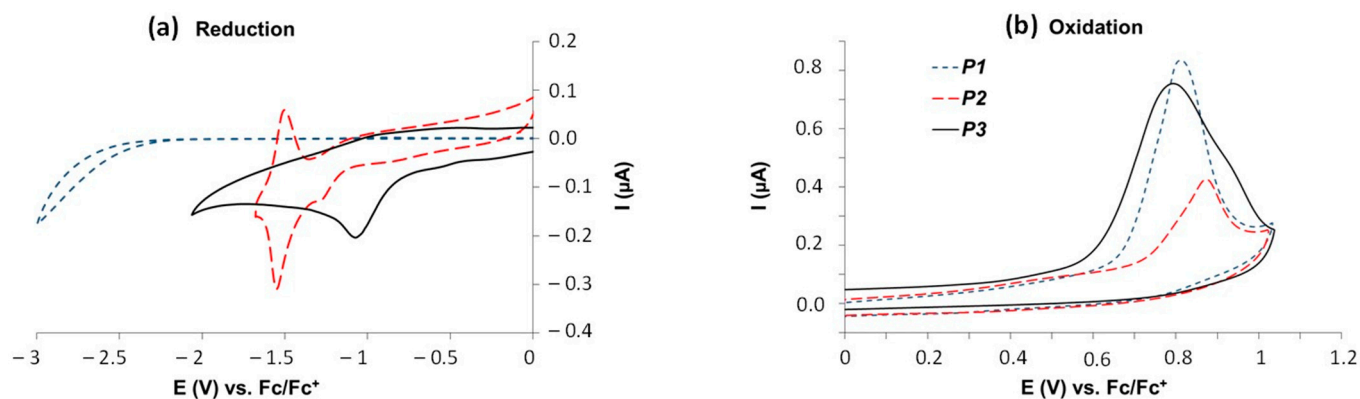 (a) Reduction
0.2
0.1
0.0
– 0.1
– 0.2
– 0.3
– 0.4
I (µA)
– 3
– 2.5
– 2
– 1.5
– 1
– 0.5
0
E (V) vs. Fc/Fc⁺
(b) Oxidation
P1
P2
P3
0.8
0.6
0.4
0.2
0.0
I (µA)
0
0.2
0.4
0.6
0.8
1
1.2
E (V) vs. Fc/Fc⁺